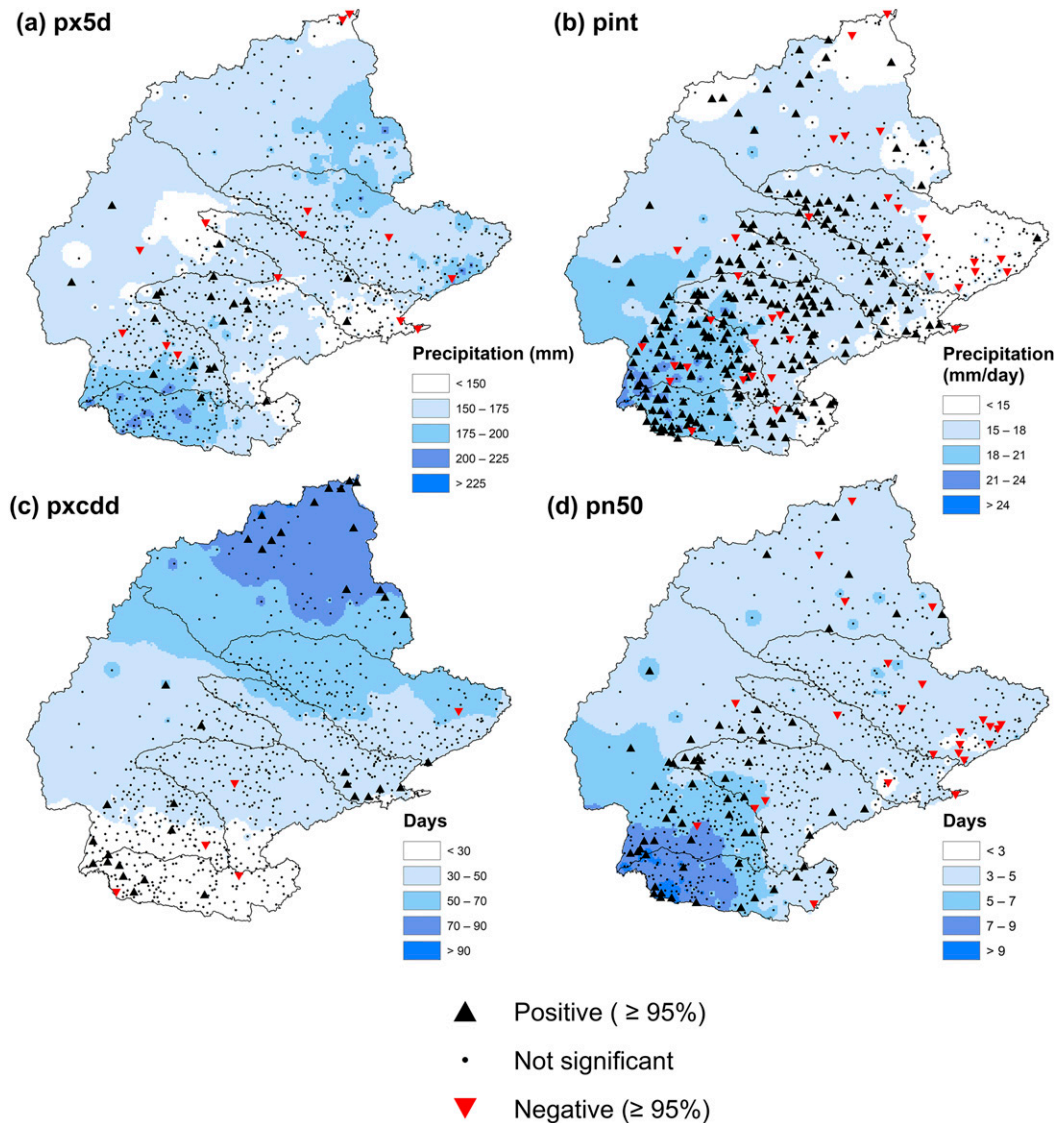 (a) px5d
Precipitation (mm)
< 150
150 – 175
175 – 200
200 – 225
> 225
(b) pint
Precipitation
(mm/day)
< 15
15 – 18
18 – 21
21 – 24
> 24
(c) pxcdd
Days
< 30
30 – 50
50 – 70
70 – 90
> 90
(d) pn50
Days
< 3
3 – 5
5 – 7
7 – 9
> 9
Positive ( ≥ 95%)
Not significant
Negative (≥ 95%)